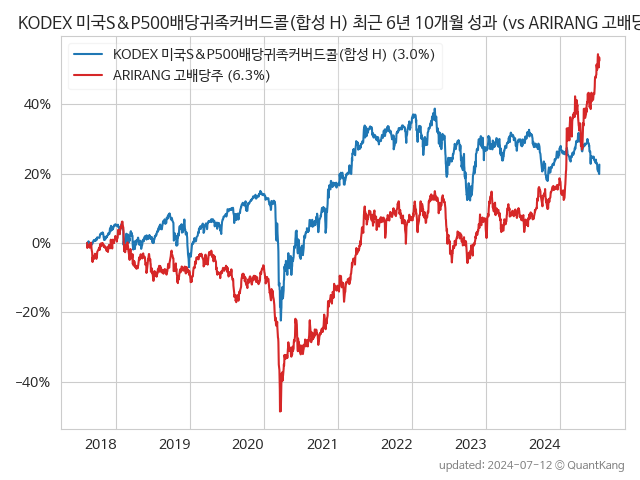 KODEX 미국S&P500배당귀족커버드콜(합성 H) 최근 6년 10개월 성과 (vs ARIRANG 고배당
KODEX 미국S&P500배당귀족커버드콜(합성 H) (3.0%)
ARIRANG 고배당주 (6.3%)
40%
20%
0%
−20%
−40%
2018 2019 2020 2021 2022 2023 2024
updated: 2024-07-12 © QuantKang